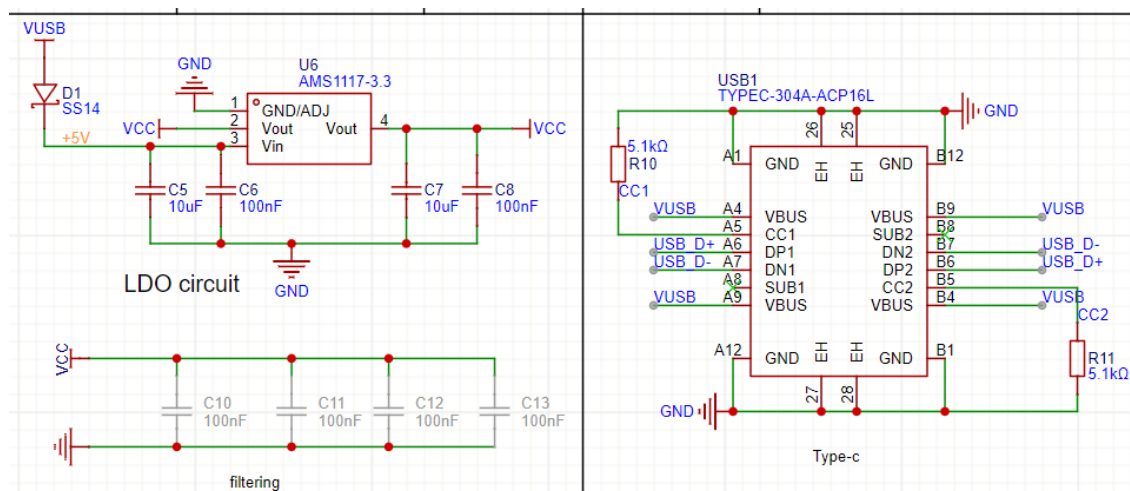 VUSB
D1
SS14
+5V
GND
VCC
U6
AMS1117-3.3
1
2
3
GND/ADJ
Vout
Vin
Vout
4
VCC
C5
10uF
C6
100nF
C7
10uF
C8
100nF
GND
LDO circuit
VCC
C10
100nF
C11
100nF
C12
100nF
C13
100nF
filtering
USB1
TYPEC-304A-ACP16L
GND
5.1kΩ
R10
CC1
26
25
EH
EH
A1
GND
GND
B12
VUSB
A4
VBUS
VBUS
B9
VUSB
A5
CC1
SUB2
B8
USB_D+
A6
DP1
DN2
B7
USB_D-
USB_D-
A7
DN1
DP2
B6
USB_D+
A8
SUB1
CC2
B5
VUSB
A9
VBUS
VBUS
B4
VUSB
CC2
A12
GND
GND
B1
EH
EH
27
28
R11
5.1kΩ
GND
Type-c